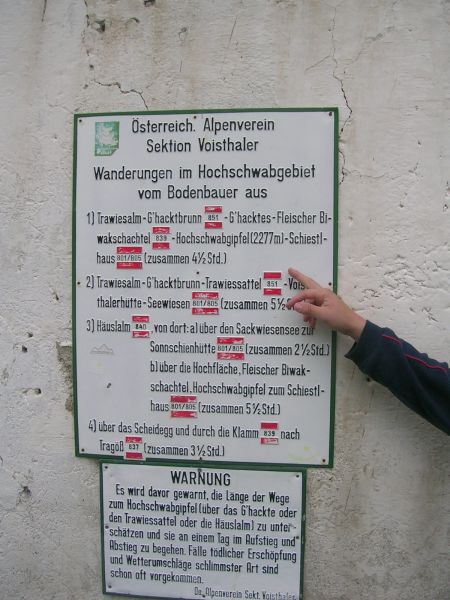 Österreich. Alpenverein
Sektion Voisthaler
Wanderungen im Hochschwabgebiet
vom Bodenbauer aus
1) Trawiesalm-G'hacktbrunn 851 -G'hacktes-Fleischer Bi-
wakschachtel 839 -Hochschwabgipfel(2277m)-Schiestl-
haus 801/805 (zusammen 4½ Std.)
2) Trawiesalm-G'hacktbrunn-Trawiessattel 851 -Vois
thalerhütte-Seewiesen 801/805 (zusammen 5½
3) Häuslalm 840 , von dort: a) über den Sackwiesensee zur
Sonnschienhütte 801/805 (zusammen 2½ Std.)
b) über die Hochfläche, Fleischer Biwak-
schachtel, Hochschwabgipfel zum Schiestl-
haus 801/805 (zusammen 5½ Std.)
4) über das Scheidegg und durch die Klamm 839 nach
Tragöß 837 (zusammen 3½ Std.)
WARNUNG
Es wird davor gewarnt, die Länge der Wege
zum Hochschwabgipfel (über das G'hackte oder
den Trawiessattel oder die Häuslalm) zu unter
schätzen und sie an einem Tag im Aufstieg und
Abstieg zu begehen. Fälle tödlicher Erschöpfung
und Wetterumschläge schlimmster Art sind
schon oft vorgekommen.
Oe. Alpenverein Sekt. Voisthaler